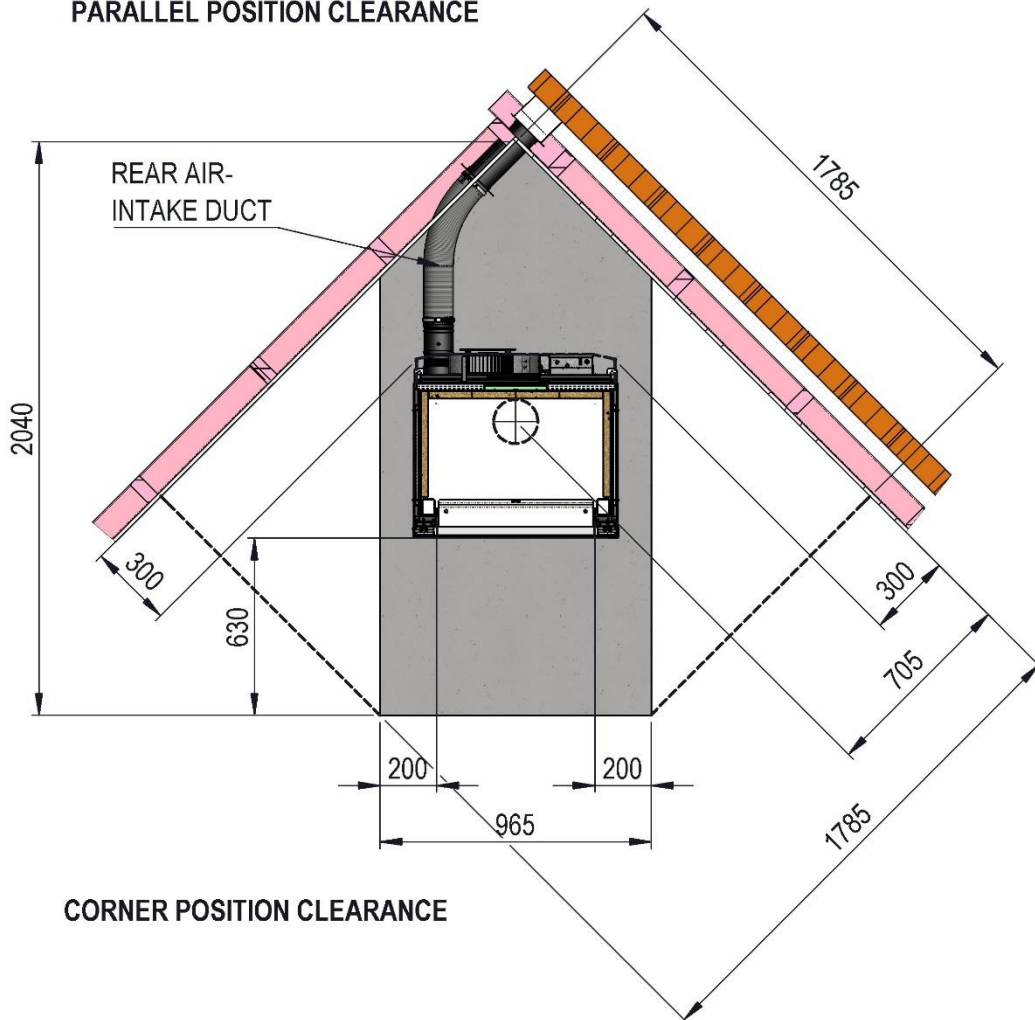 PARALLEL POSITION CLEARANCE
1785
REAR AIR-
INTAKE DUCT
2040
300
630
300
705
200
200
965
1785
CORNER POSITION CLEARANCE